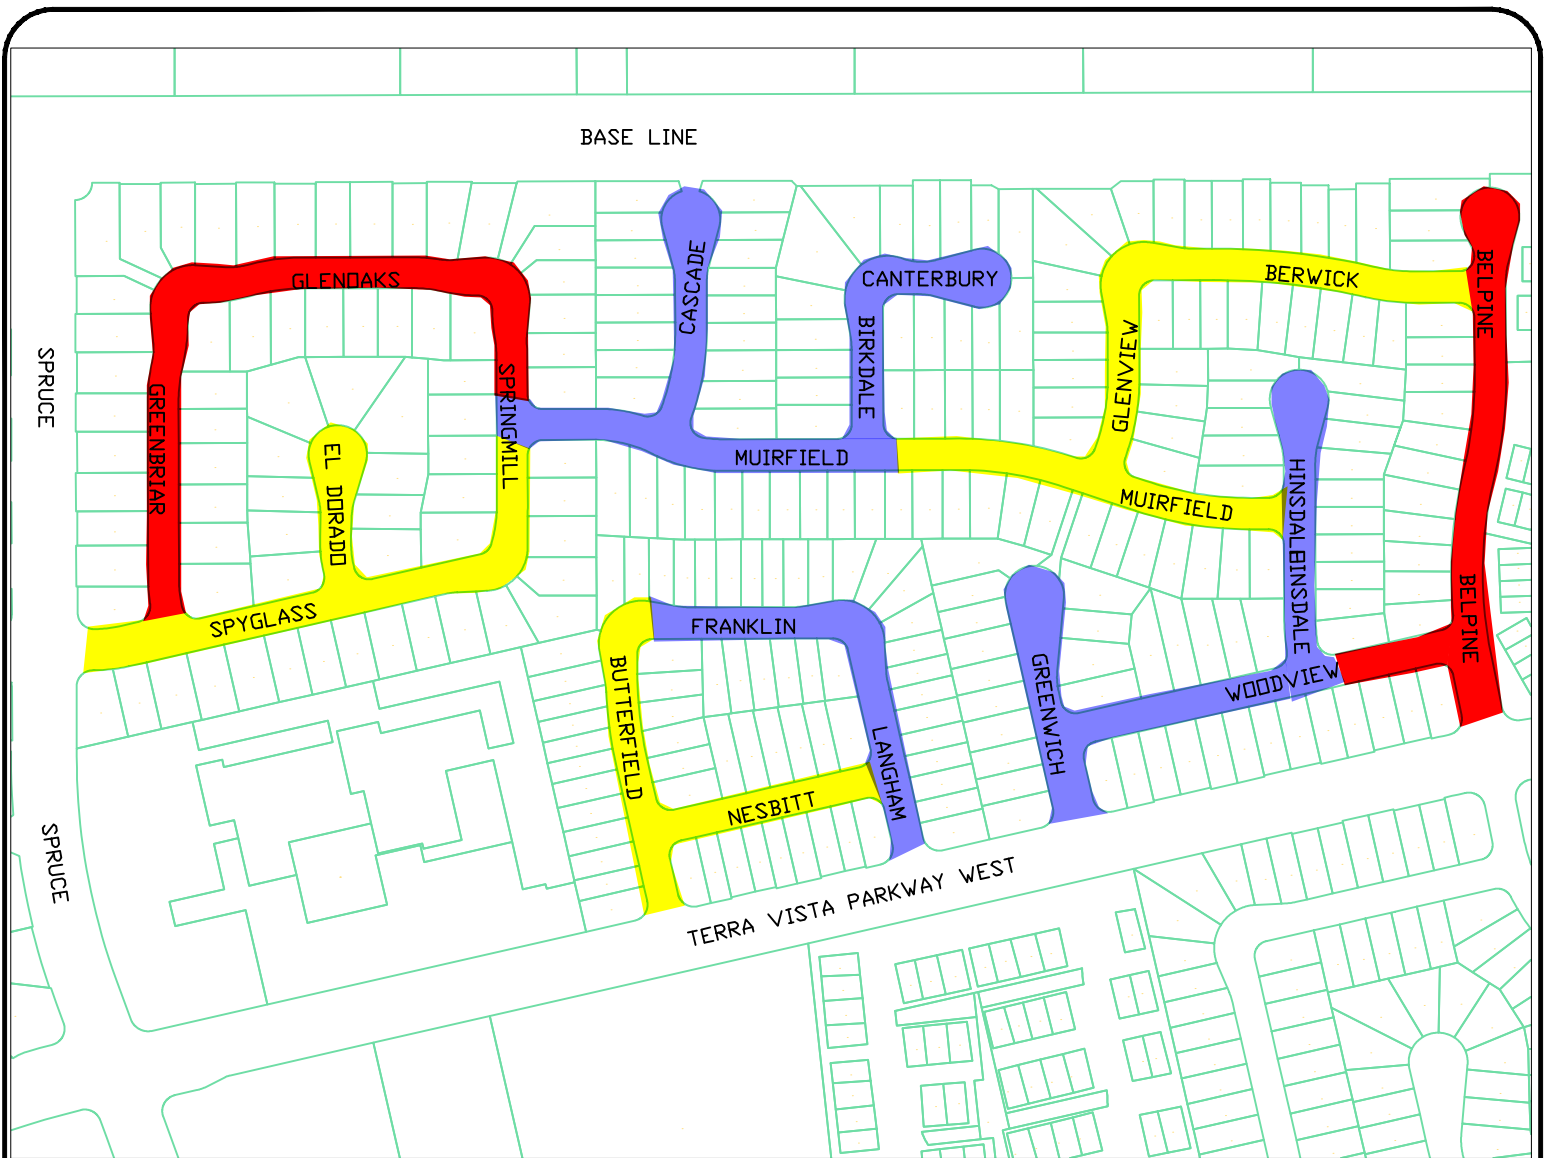 BASE LINE
CASCADE
CANTERBURY
BERWICK
BELPINE
GLENOAKS
SPRUCE
GREENBRIAR
SPRINGMILL
BIRKDALE
GLENVIEW
EL DORADO
MUIRFIELD
MUIRFIELD
HINSDALE
HINSDALE
SPYGLASS
FRANKLIN
BELPINE
BUTTERFIELD
GREENWICH
WOODVIEW
LANGHAM
NESBITT
SPRUCE
TERRA VISTA PARKWAY WEST